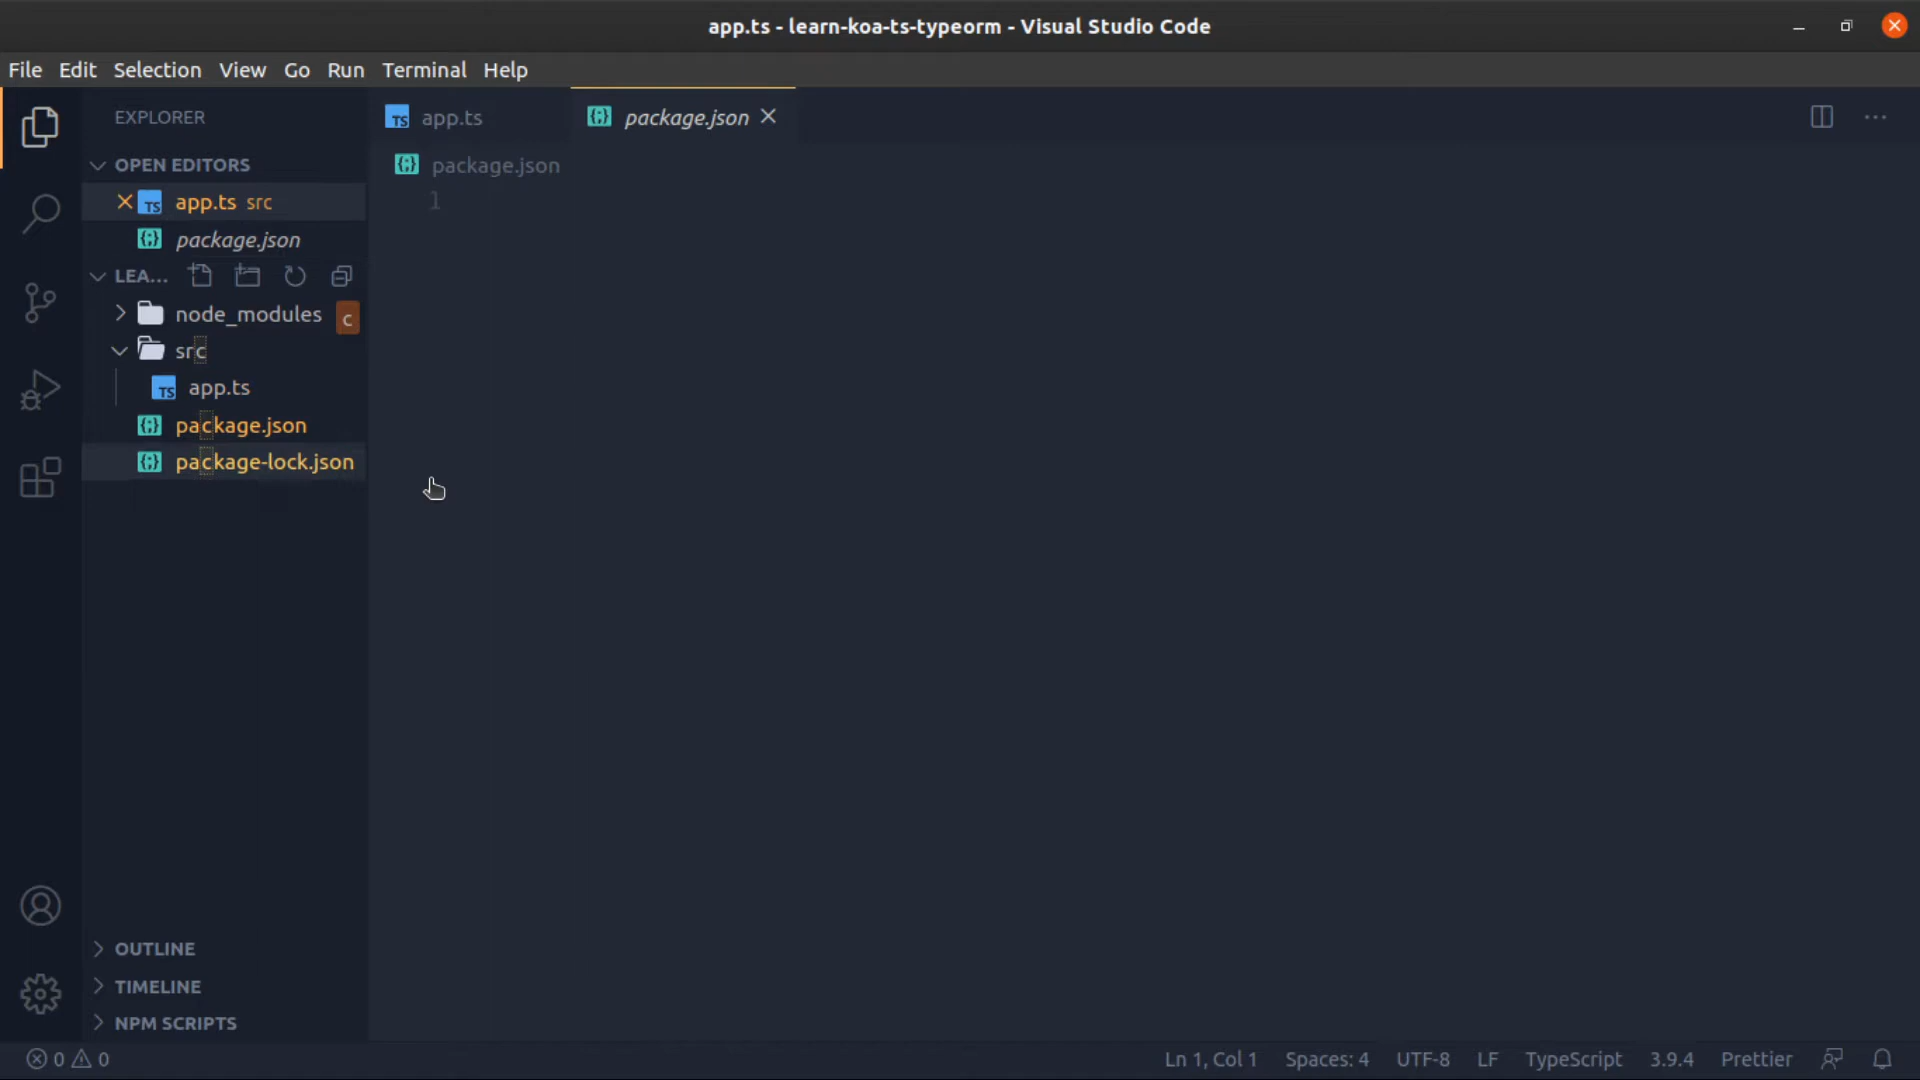 app.ts - learn-koa-ts-typeorm - Visual Studio Code
File Edit Selection View Go Run Terminal Help
EXPLORER
OPEN EDITORS
TS app.ts src
package.json
LEA...
node_modules
c
src
TS app.ts
package.json
package-lock.json
OUTLINE
TIMELINE
NPM SCRIPTS
TS app.ts package.json
package.json
1
0 0 Ln 1, Col 1 Spaces: 4 UTF-8 LF TypeScript 3.9.4 Prettier